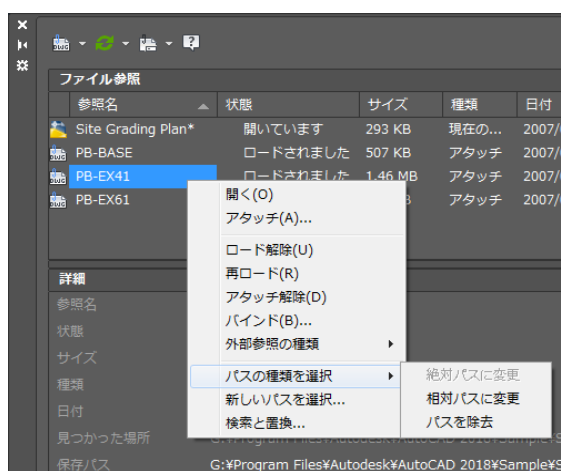 ファイル参照
参照名 状態 サイズ 種類 日付
Site Grading Plan* 開いています 293 KB 現在の... 2007/
PB-BASE ロードされました 507 KB アタッチ 2007/
PB-EX41 ロードされました 1.46 MB アタッチ 2007/
PB-EX61 アタッチ 2007/
開く(O)
アタッチ(A)...
ロード解除(U)
再ロード(R)
アタッチ解除(D)
バインド(B)...
外部参照の種類
パスの種類を選択
新しいパスを選択...
検索と置換...
絶対パスに変更
相対パスに変更
パスを除去
詳細
参照名
状態
サイズ
種類
日付
見つかった場所 G:¥Program Files¥Autodesk¥AutoCAD 2018¥Sample¥S
保存パス G:¥Program Files¥Autodesk¥AutoCAD 2018¥Sample¥S